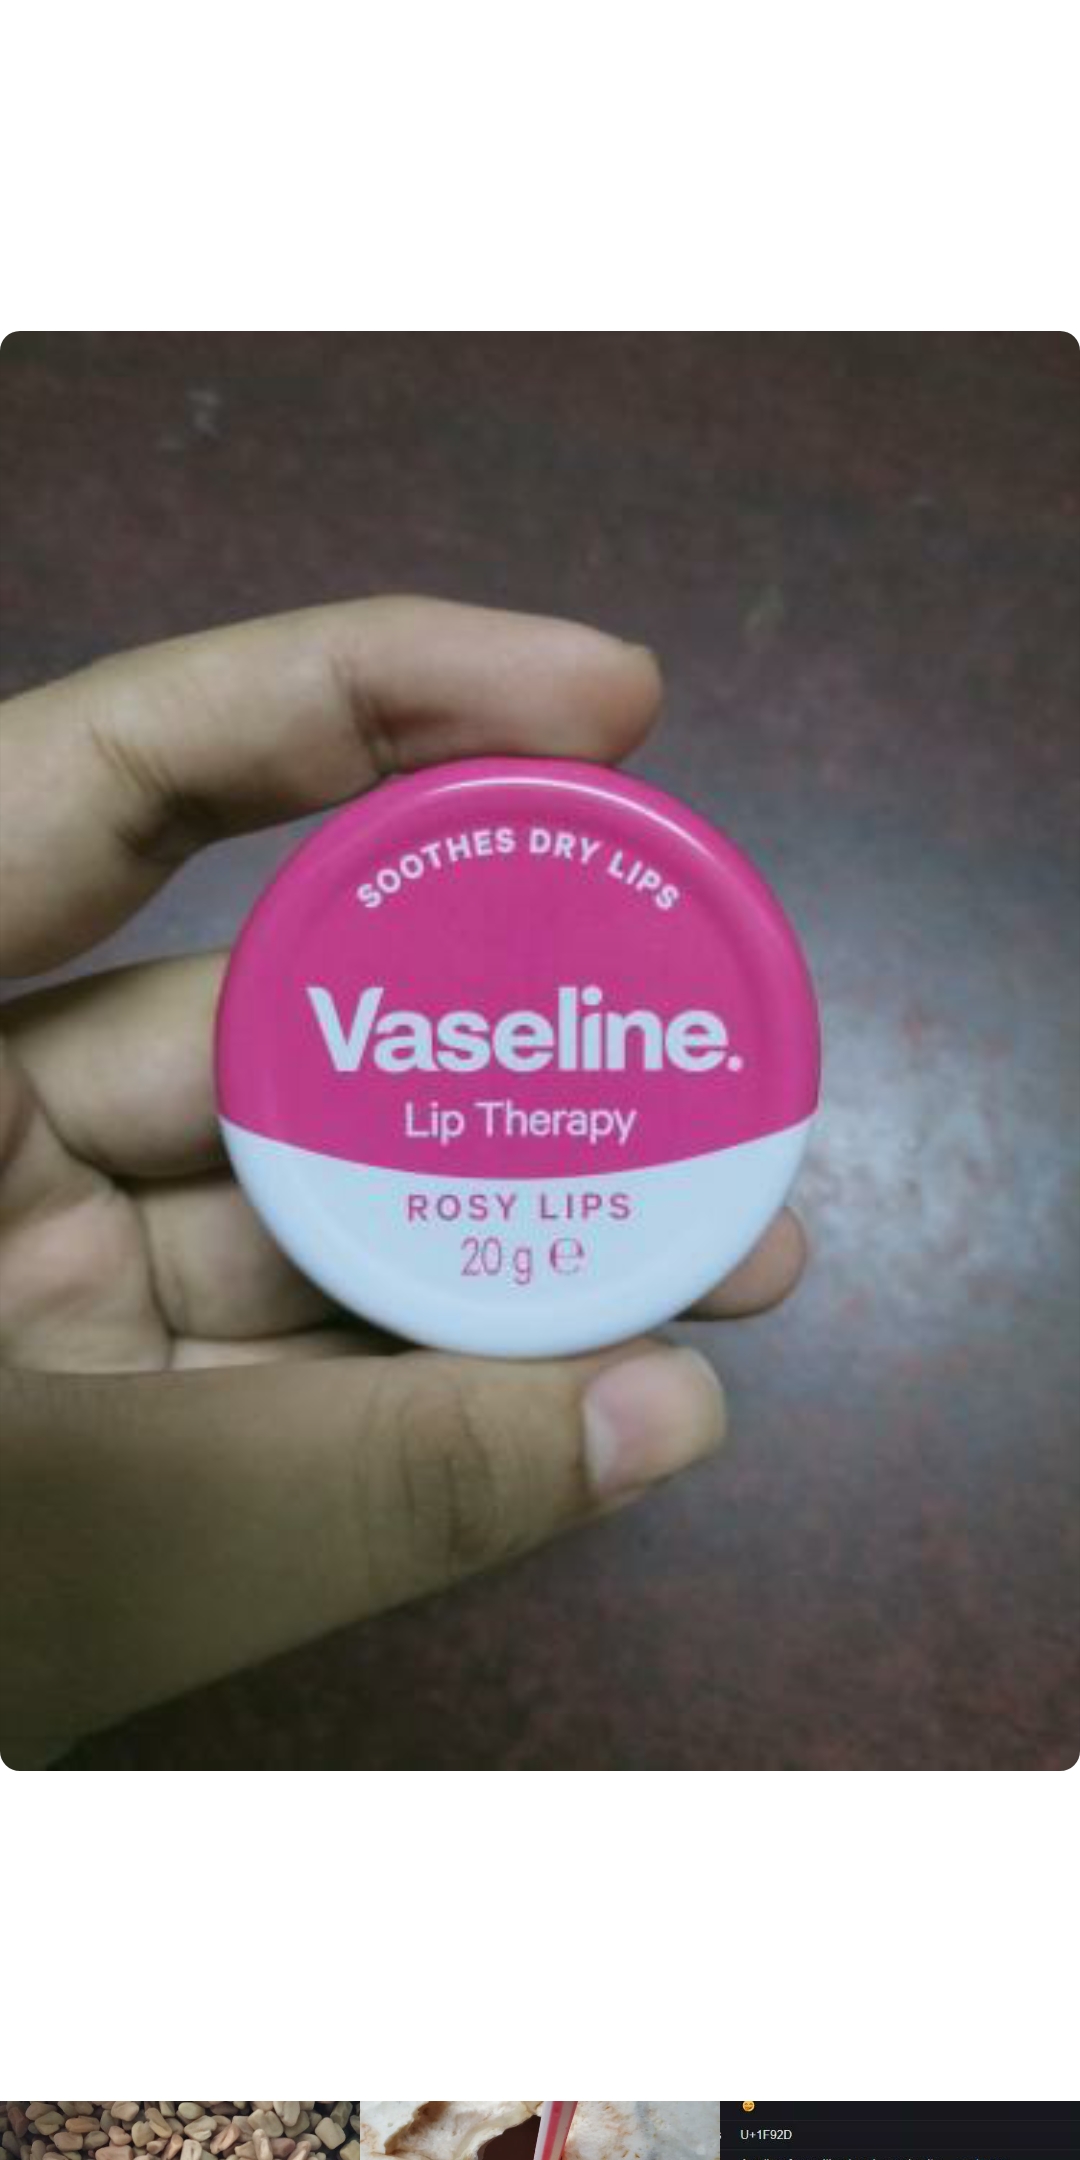 SOOTHES DRY LIPS
Vaseline.
Lip Therapy
ROSY LIPS
20 g ℮
U+1F92D